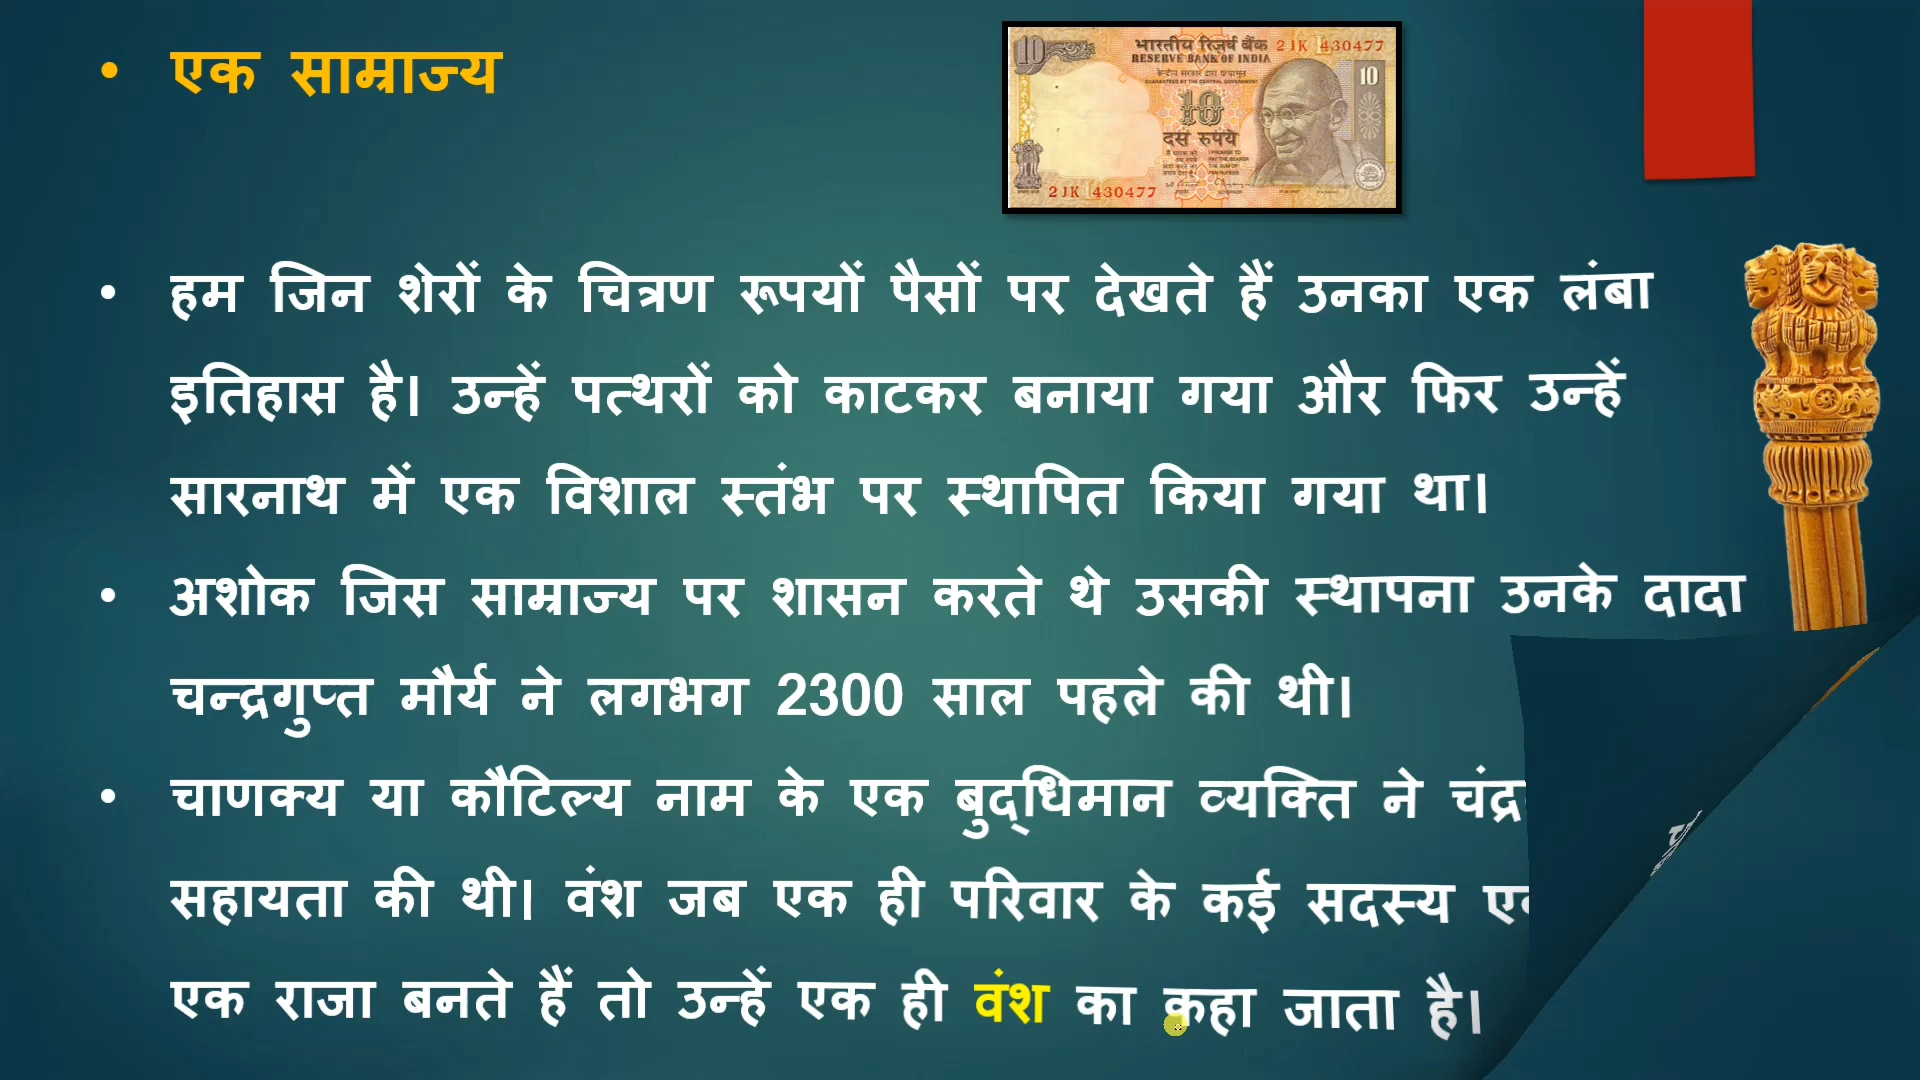 • एक साम्राज्य
भारतीय रिज़र्व बैंक 2JK 430477
RESERVE BANK OF INDIA
10
10
10
दस रुपये
2JK 430477
• हम जिन शेरों के चित्रण रूपयों पैसों पर देखते हैं उनका एक लंबा
इतिहास है। उन्हें पत्थरों को काटकर बनाया गया और फिर उन्हें
सारनाथ में एक विशाल स्तंभ पर स्थापित किया गया था।
• अशोक जिस साम्राज्य पर शासन करते थे उसकी स्थापना उनके दादा
चन्द्रगुप्त मौर्य ने लगभग 2300 साल पहले की थी।
• चाणक्य या कौटिल्य नाम के एक बुद्धिमान व्यक्ति ने
सहायता की थी। वंश जब एक ही परिवार के कई सदस्य
एक राजा बनते हैं तो उन्हें एक ही वंश का कहा जाता है।